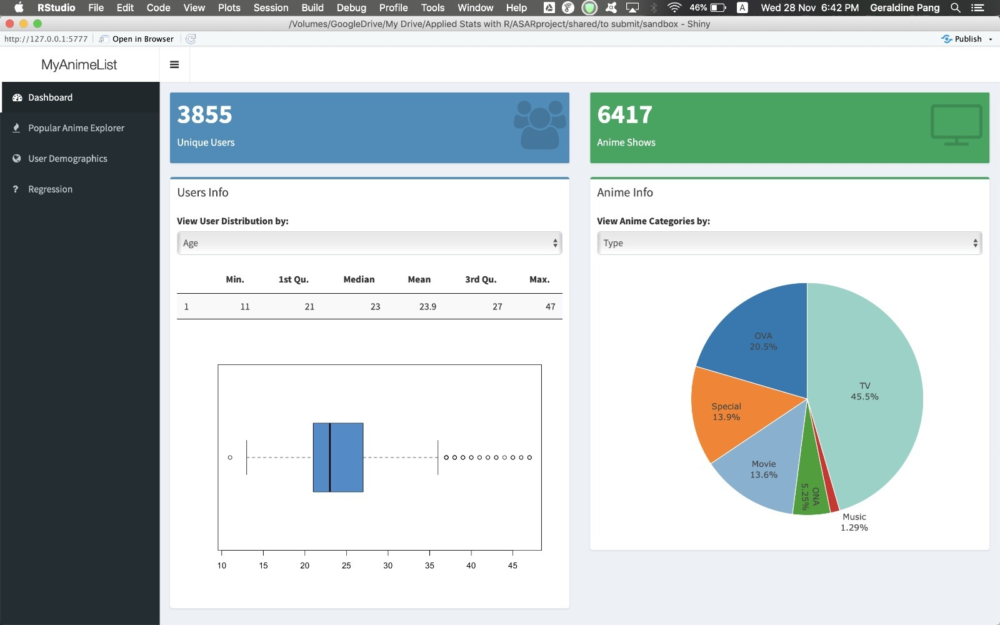 RStudio File Edit Code View Plots Session Build Debug Profile Tools Window Help 46% A Wed 28 Nov 6:42 PM Geraldine Pang
/Volumes/GoogleDrive/My Drive/Applied Stats with R/ASARproject/shared/to submit/sandbox - Shiny
http://127.0.0.1:5777 Open in Browser Publish
MyAnimeList
Dashboard
Popular Anime Explorer
User Demographics
Regression
3855
Unique Users
6417
Anime Shows
Users Info
View User Distribution by:
Age
Min. 1st Qu. Median Mean 3rd Qu. Max.
1 11 21 23 23.9 27 47
10 15 20 25 30 35 40 45
Anime Info
View Anime Categories by:
Type
OVA
20.5%
TV
45.5%
Special
13.9%
Movie
13.6%
ONA
5.25%
Music
1.29%